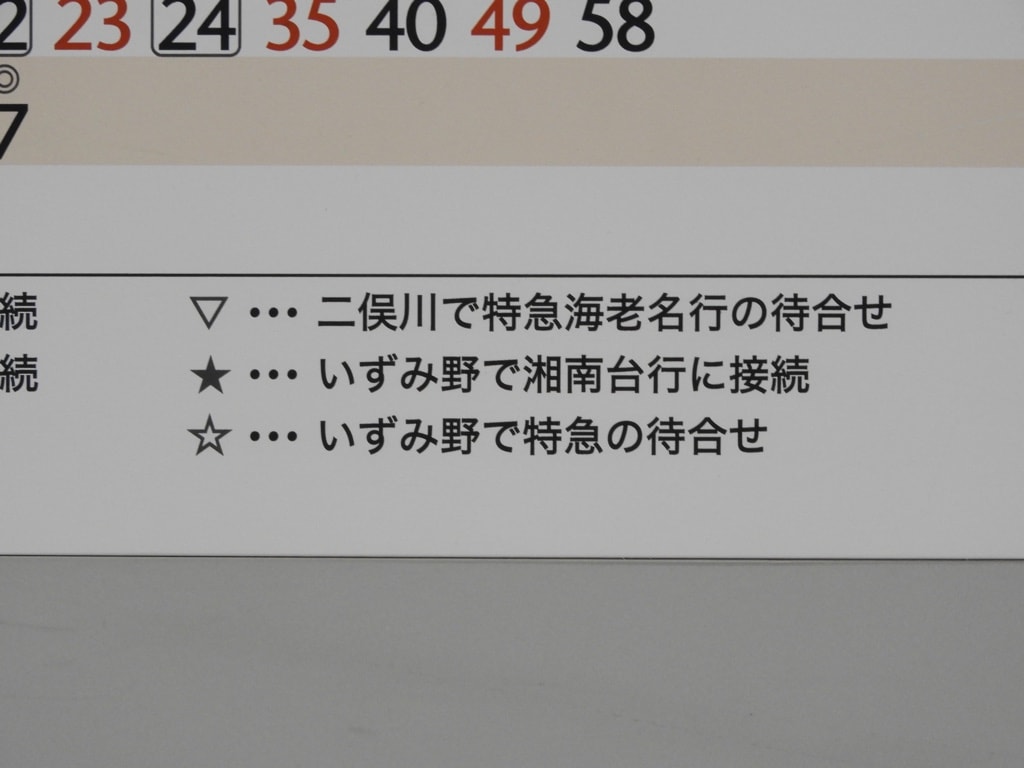 2 23 24 35 40 49 58
◎
7
続 ▽ ・・・ 二俣川で特急海老名行の待合せ
続 ★ ・・・ いずみ野で湘南台行に接続
☆ ・・・ いずみ野で特急の待合せ